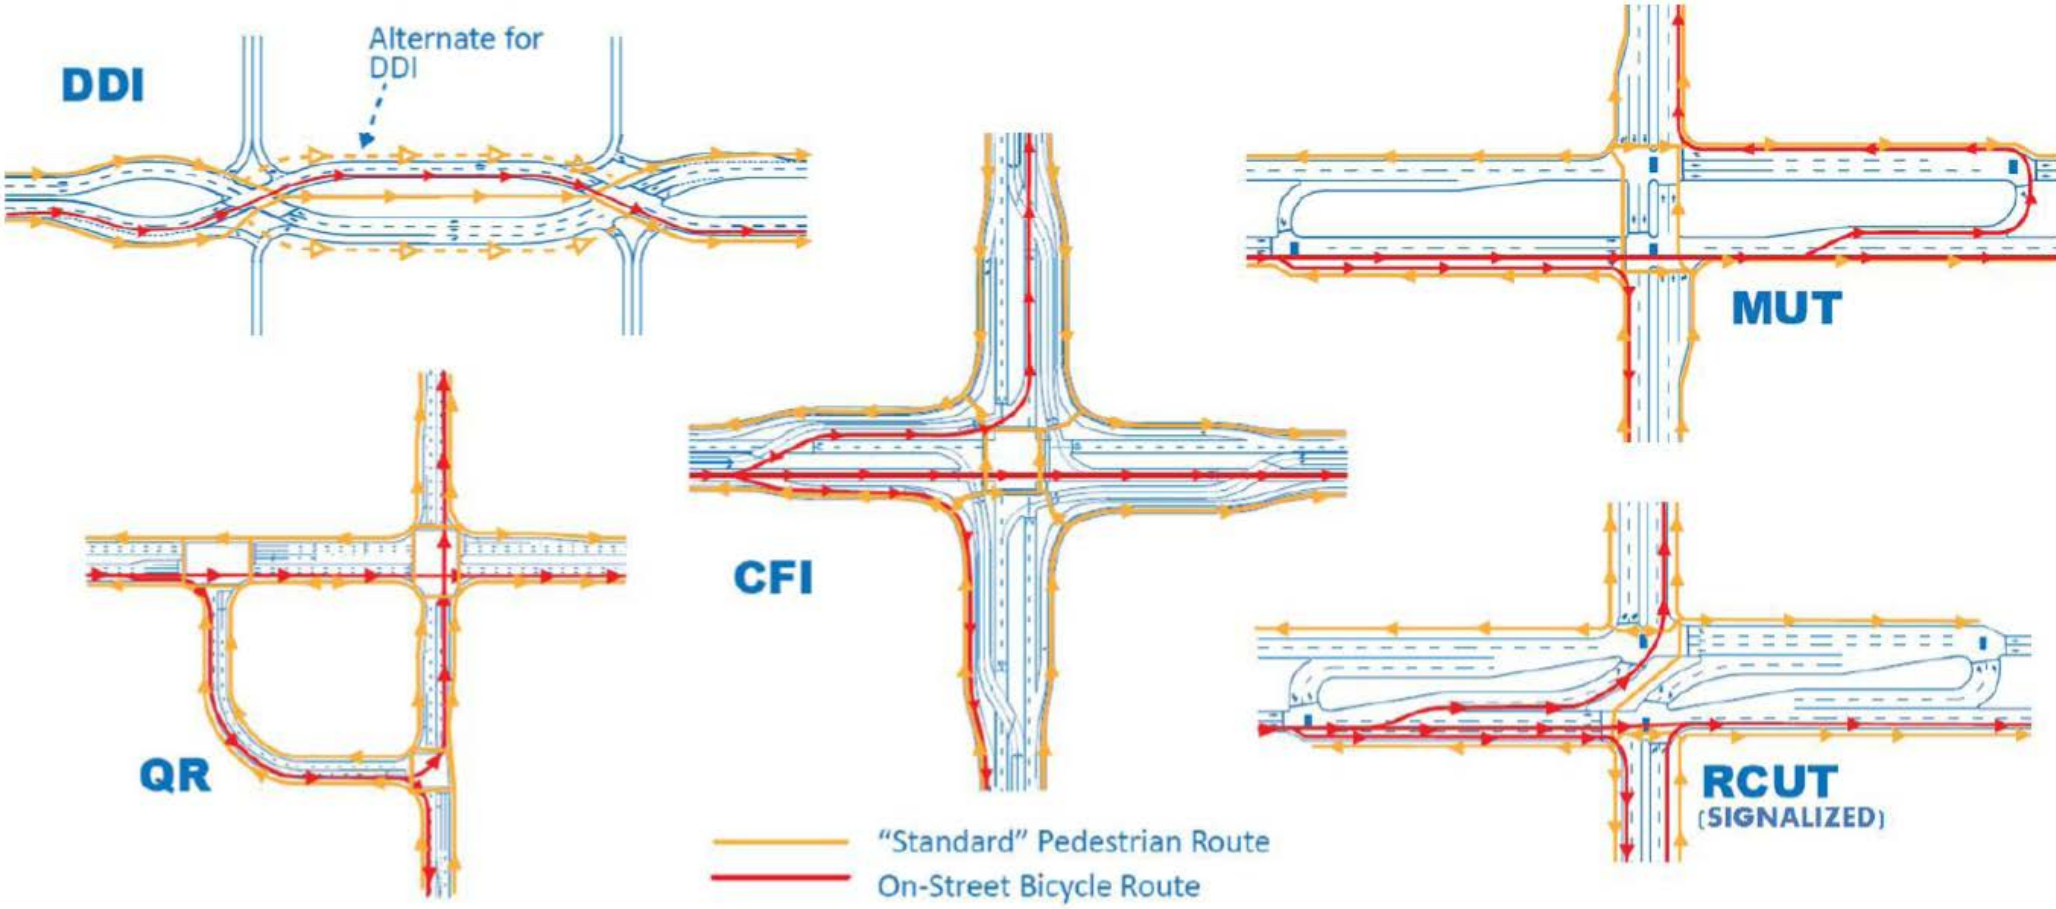 Alternate for
DDI
DDI
MUT
CFI
QR
RCUT
(SIGNALIZED)
“Standard” Pedestrian Route
On-Street Bicycle Route